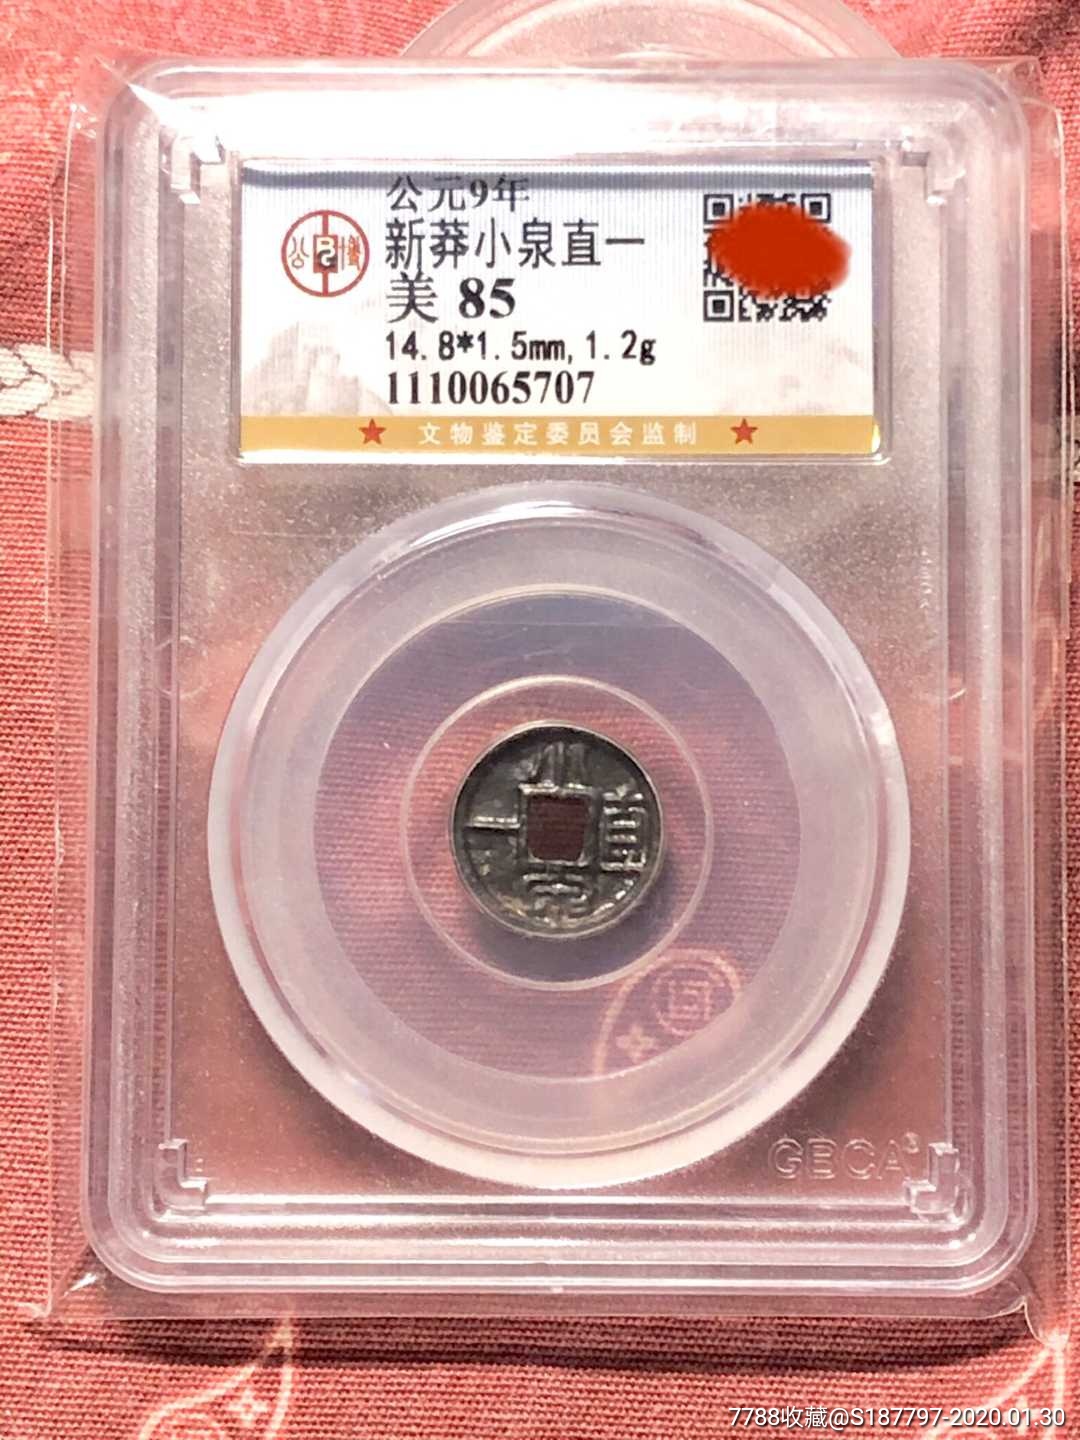 公元9年
公 博
新莽小泉直一
美 85
14.8*1.5mm,1.2g
1110065707
★ 文物鉴定委员会监制 ★
小
一 直
泉
GBCA®
7788收藏@S187797-2020.01.30